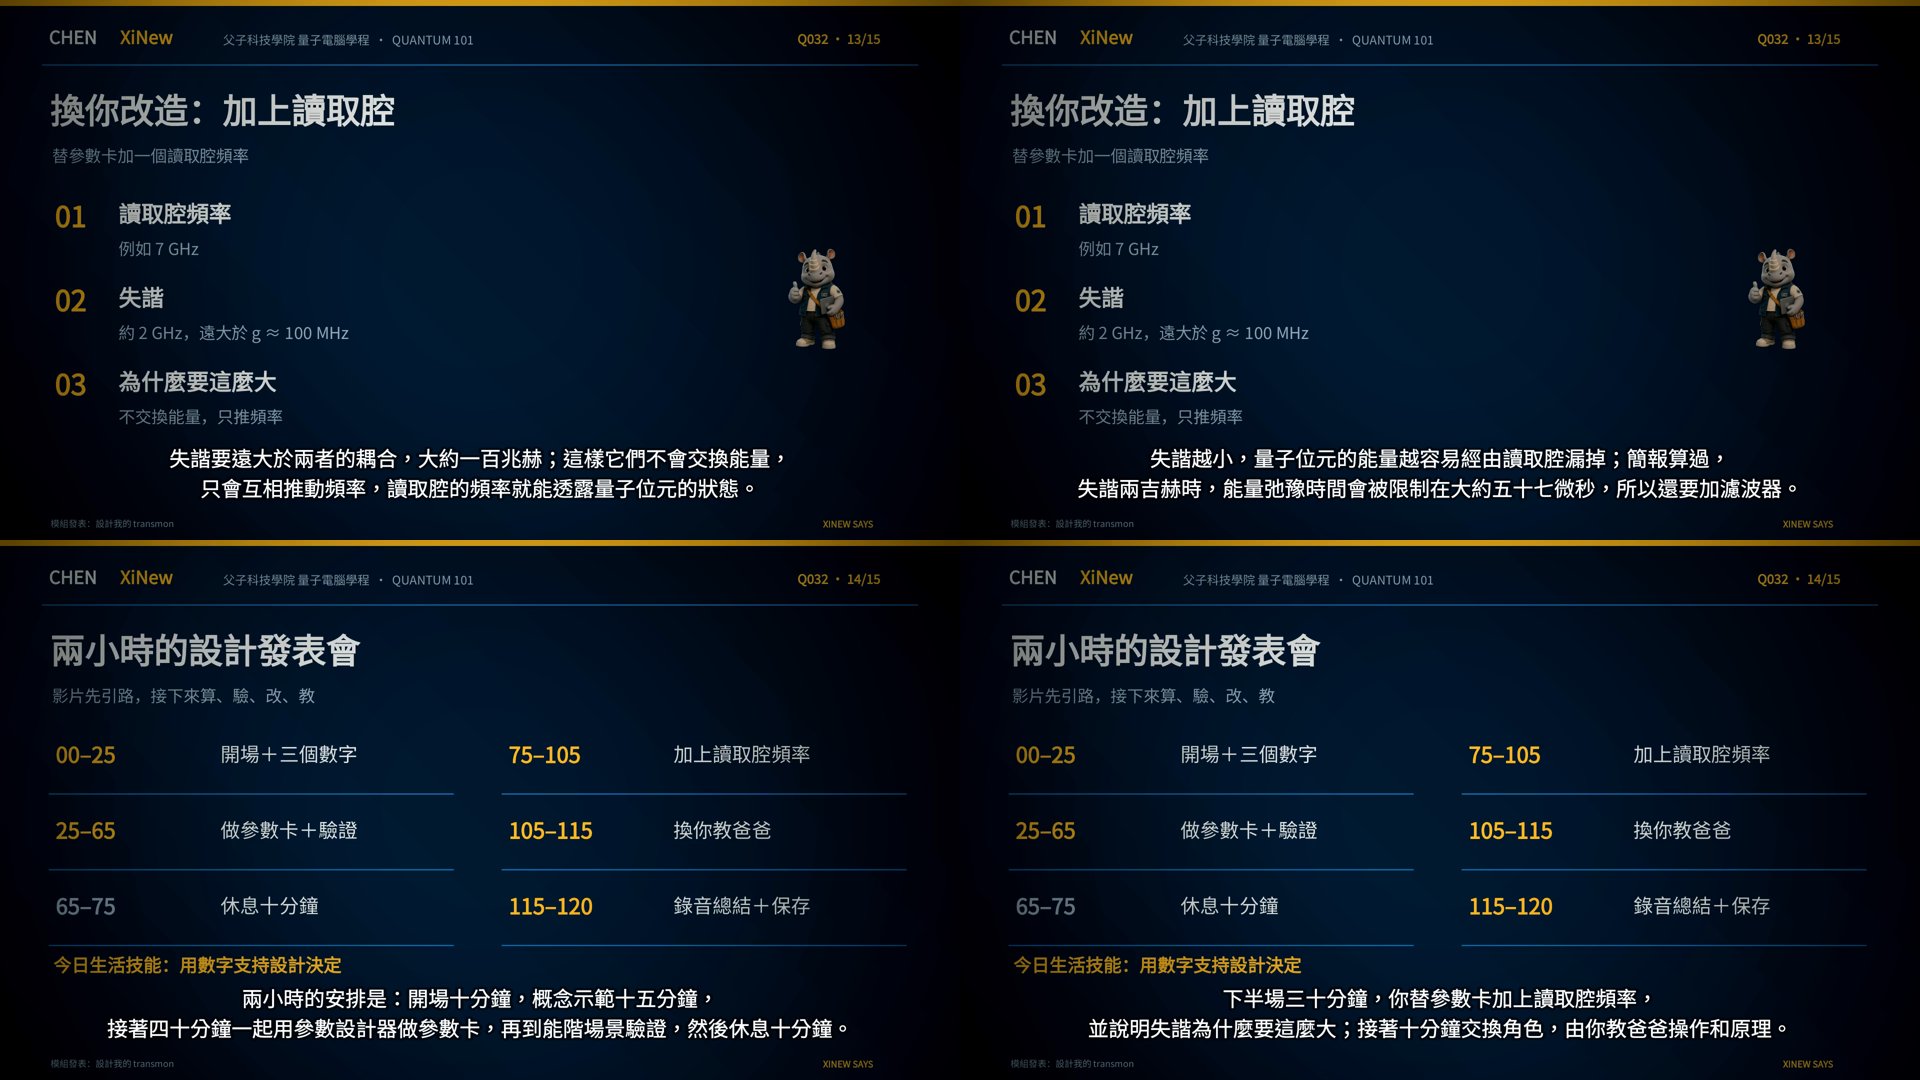 CHEN XiNew 父子科技學院 量子電腦學程 · QUANTUM 101 Q032 · 13/15
換你改造：加上讀取腔
替參數卡加一個讀取腔頻率
01 讀取腔頻率
例如 7 GHz
02 失諧
約 2 GHz，遠大於 g ≈ 100 MHz
03 為什麼要這麼大
不交換能量，只推頻率
失諧要遠大於兩者的耦合，大約一百兆赫；這樣它們不會交換能量，
只會互相推動頻率，讀取腔的頻率就能透露量子位元的狀態。
模組發表：設計我的 transmon XINEW SAYS
CHEN XiNew 父子科技學院 量子電腦學程 · QUANTUM 101 Q032 · 13/15
換你改造：加上讀取腔
替參數卡加一個讀取腔頻率
01 讀取腔頻率
例如 7 GHz
02 失諧
約 2 GHz，遠大於 g ≈ 100 MHz
03 為什麼要這麼大
不交換能量，只推頻率
失諧越小，量子位元的能量越容易經由讀取腔漏掉；簡報算過，
失諧兩吉赫時，能量弛豫時間會被限制在大約五十七微秒，所以還要加濾波器。
模組發表：設計我的 transmon XINEW SAYS
CHEN XiNew 父子科技學院 量子電腦學程 · QUANTUM 101 Q032 · 14/15
兩小時的設計發表會
影片先引路，接下來算、驗、改、教
00–25 開場＋三個數字 75–105 加上讀取腔頻率
25–65 做參數卡＋驗證 105–115 換你教爸爸
65–75 休息十分鐘 115–120 錄音總結＋保存
今日生活技能：用數字支持設計決定
兩小時的安排是：開場十分鐘，概念示範十五分鐘，
接著四十分鐘一起用參數設計器做參數卡，再到能階場景驗證，然後休息十分鐘。
模組發表：設計我的 transmon XINEW SAYS
CHEN XiNew 父子科技學院 量子電腦學程 · QUANTUM 101 Q032 · 14/15
兩小時的設計發表會
影片先引路，接下來算、驗、改、教
00–25 開場＋三個數字 75–105 加上讀取腔頻率
25–65 做參數卡＋驗證 105–115 換你教爸爸
65–75 休息十分鐘 115–120 錄音總結＋保存
今日生活技能：用數字支持設計決定
下半場三十分鐘，你替參數卡加上讀取腔頻率，
並說明失諧為什麼要這麼大；接著十分鐘交換角色，由你教爸爸操作和原理。
模組發表：設計我的 transmon XINEW SAYS